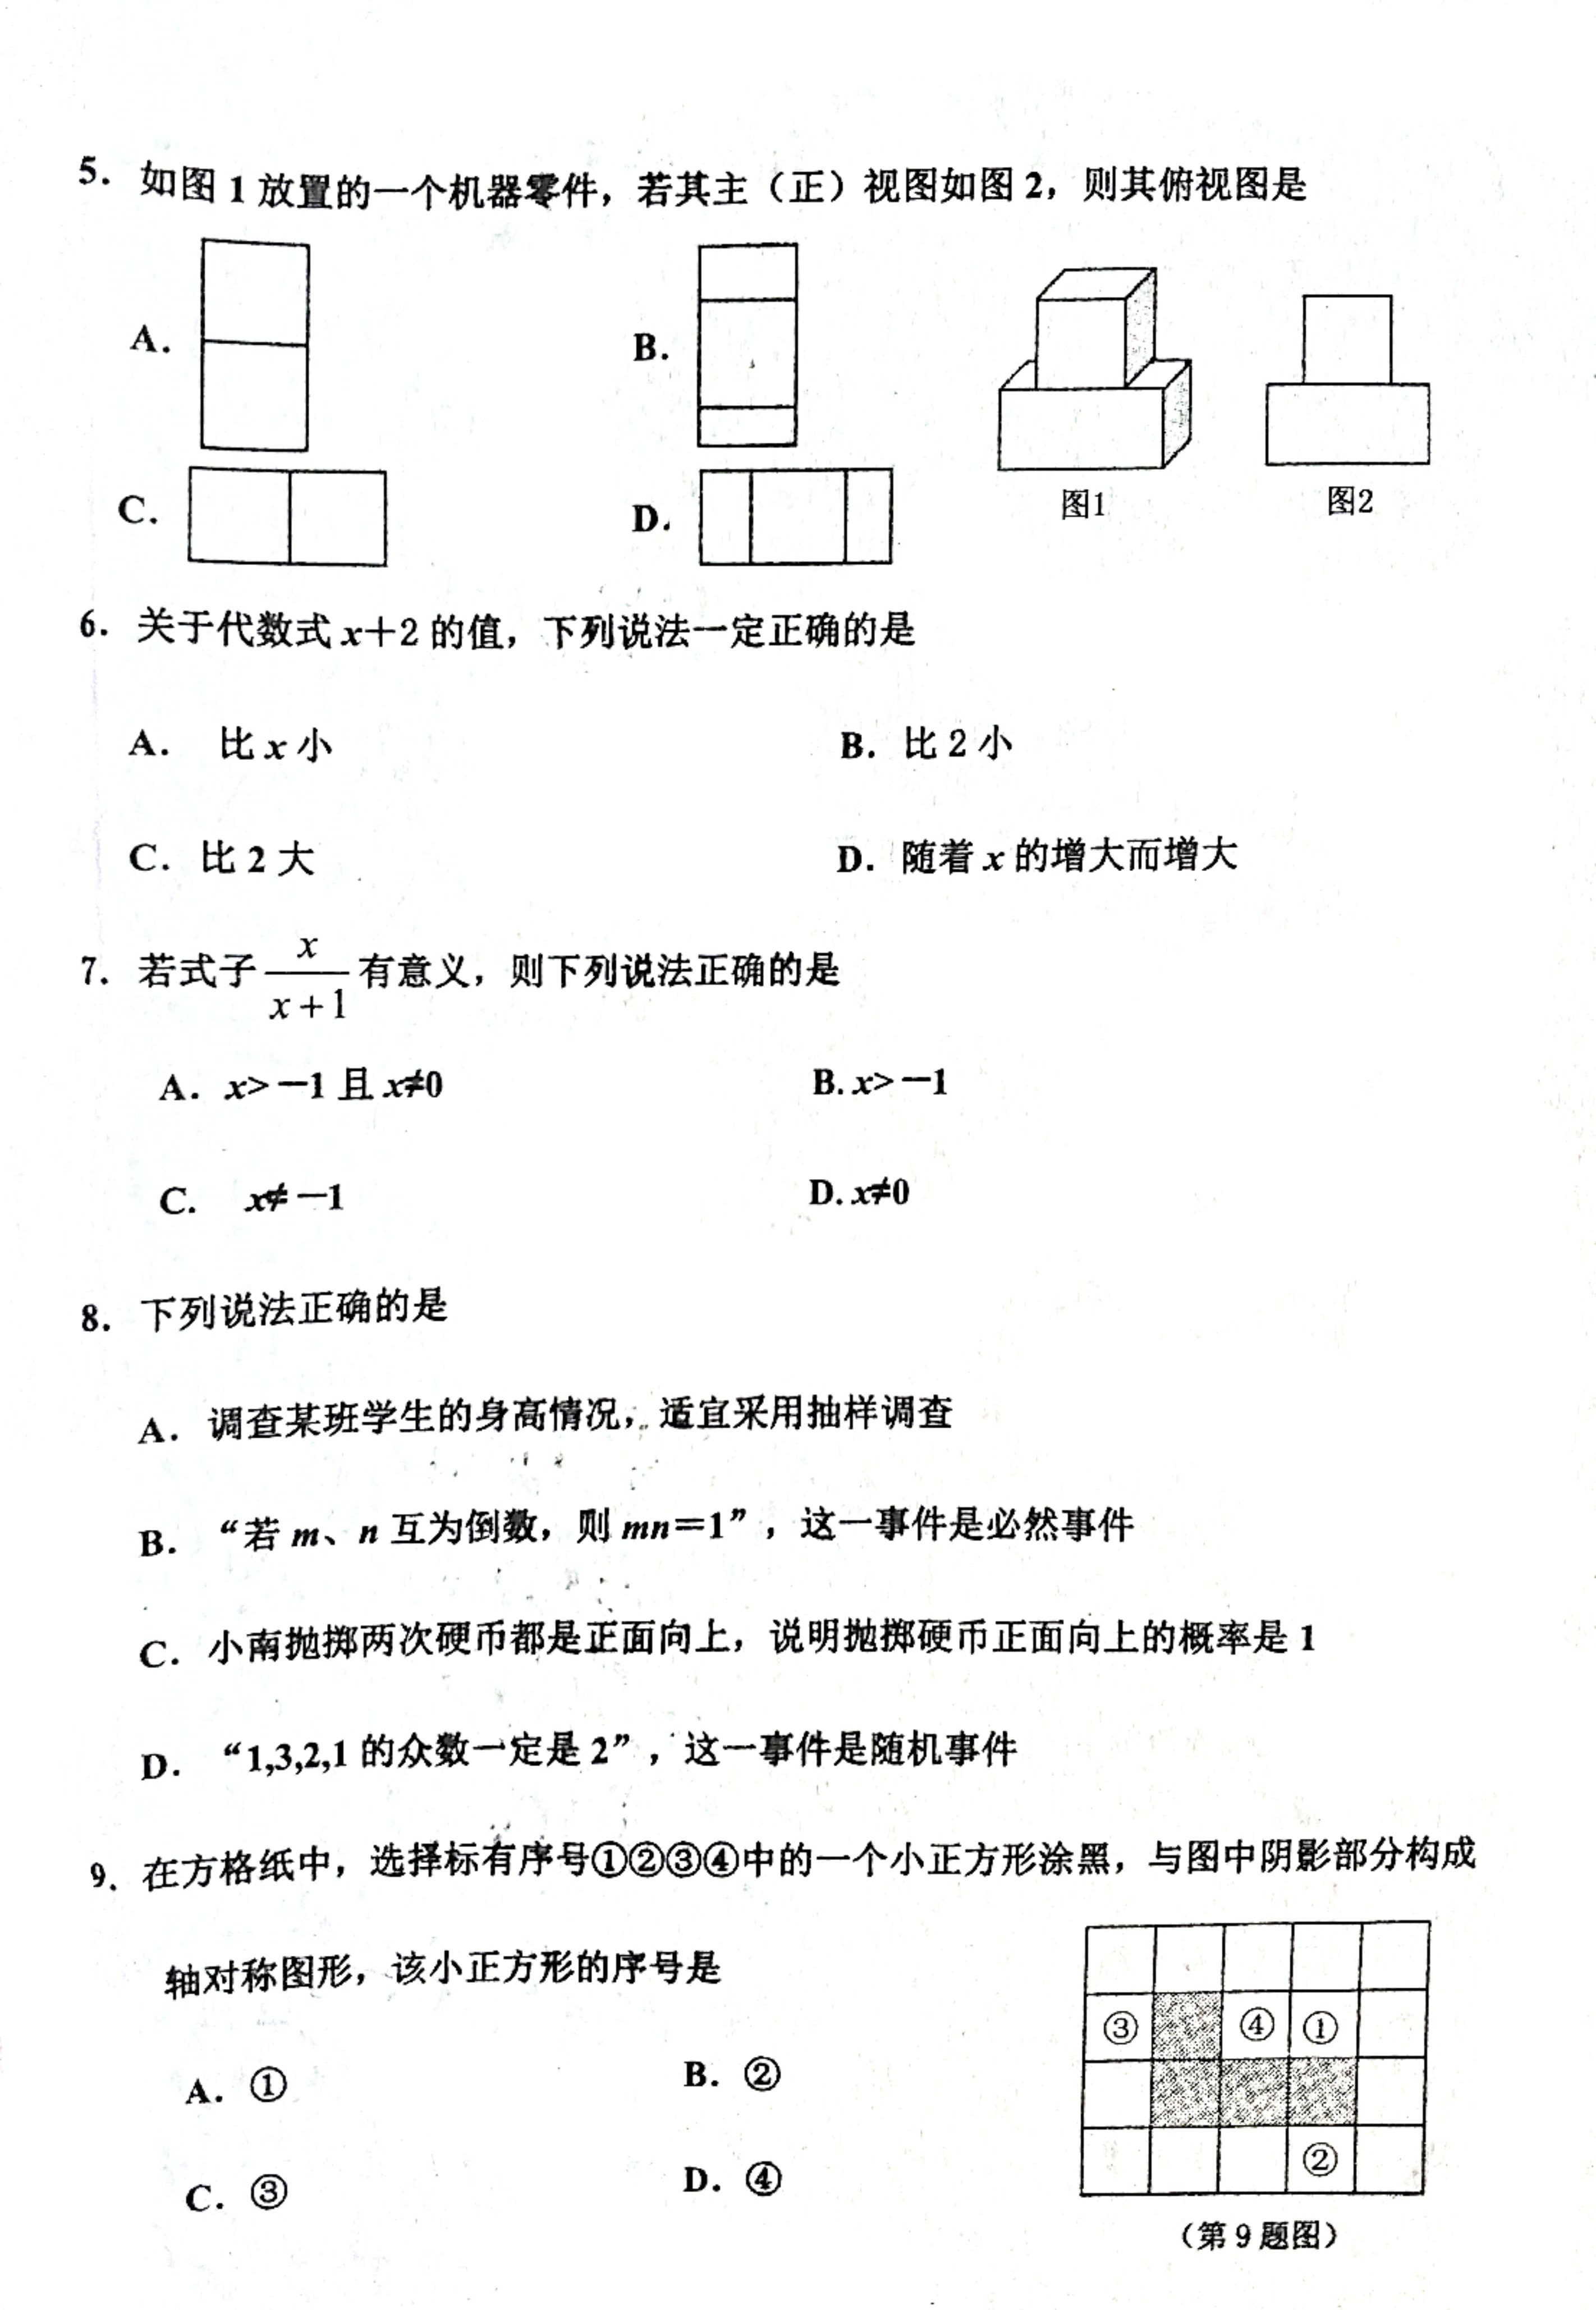 5. 如图 1 放置的一个机器零件，若其主（正）视图如图 2，则其俯视图是
A.
B.
C.
D.
图1
图2
6. 关于代数式 x＋2 的值，下列说法一定正确的是
A. 比 x 小
B. 比 2 小
C. 比 2 大
D. 随着 x 的增大而增大
7. 若式子 x/(x+1) 有意义，则下列说法正确的是
A. x>－1 且 x≠0
B. x>－1
C. x≠－1
D. x≠0
8. 下列说法正确的是
A. 调查某班学生的身高情况，适宜采用抽样调查
B. “若 m、n 互为倒数，则 mn＝1”，这一事件是必然事件
C. 小南抛掷两次硬币都是正面向上，说明抛掷硬币正面向上的概率是 1
D. “1,3,2,1 的众数一定是 2”，这一事件是随机事件
9. 在方格纸中，选择标有序号①②③④中的一个小正方形涂黑，与图中阴影部分构成
轴对称图形，该小正方形的序号是
A. ①
B. ②
C. ③
D. ④
③ ④ ①
②
（第 9 题图）